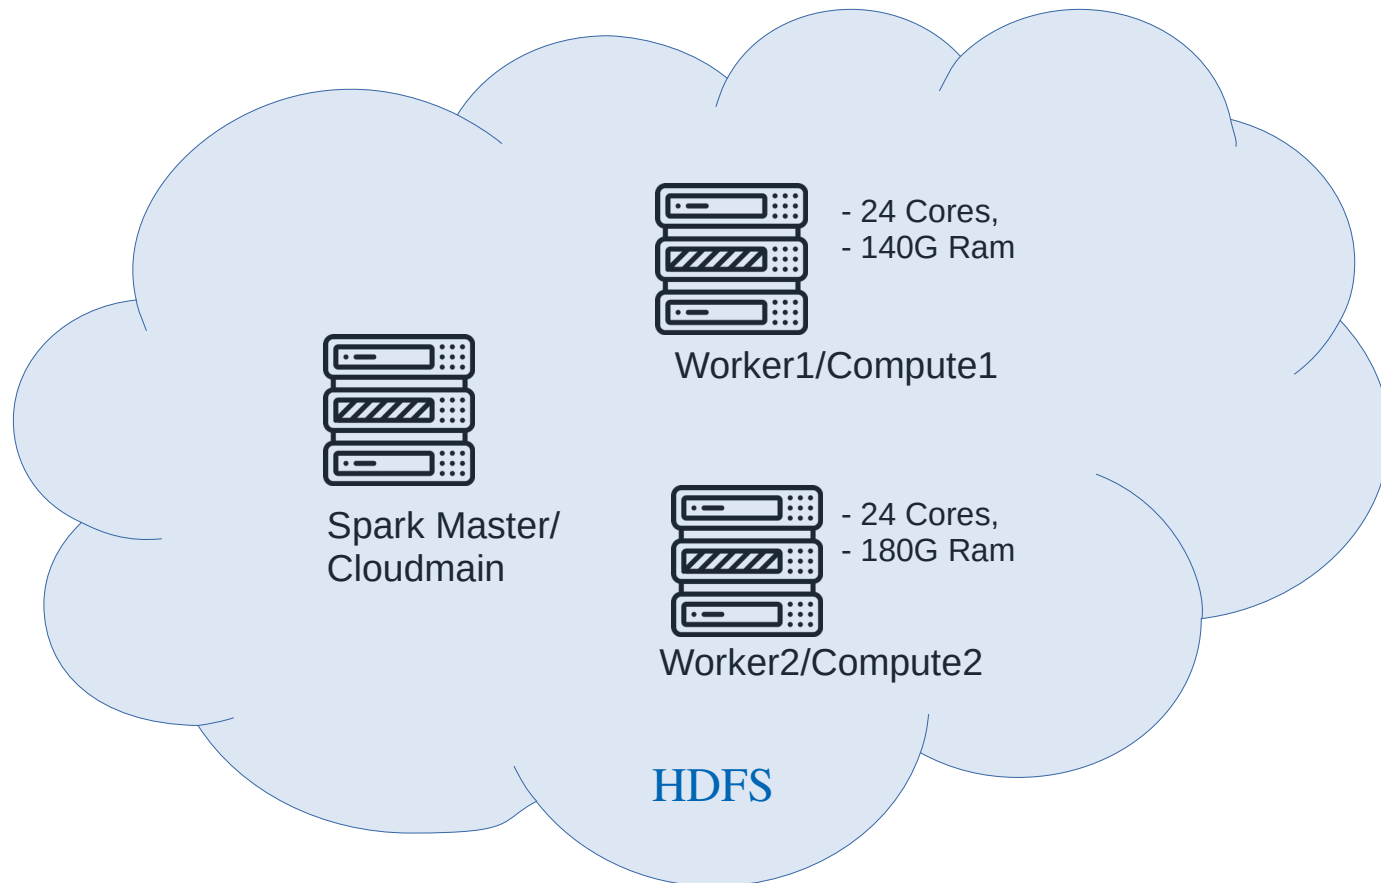 - 24 Cores,
- 140G Ram
Worker1/Compute1
Spark Master/
Cloudmain
- 24 Cores,
- 180G Ram
Worker2/Compute2
HDFS